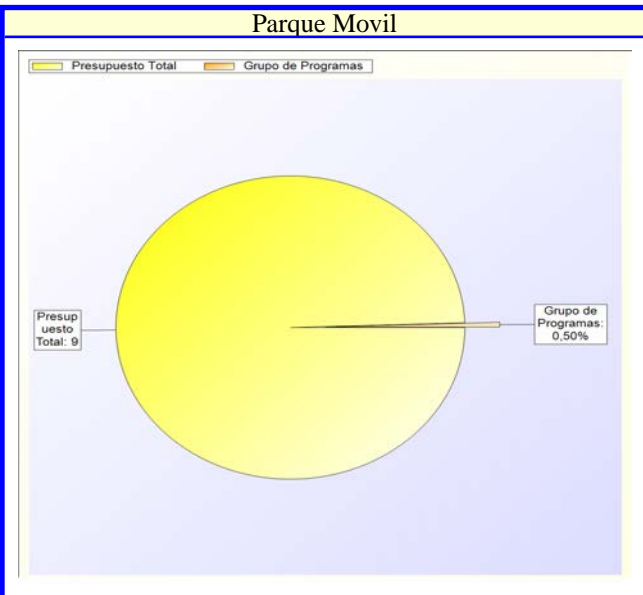 Parque Movil
Presupuesto Total Grupo de Programas
Presup
uesto
Total: 9
Grupo de
Programas:
0,50%